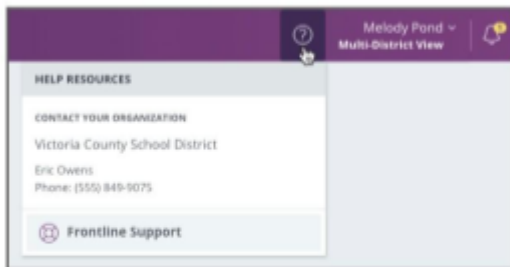 Melody Pond
Multi-District View
HELP RESOURCES
CONTACT YOUR ORGANIZATION
Victoria County School District
Eric Owens
Phone: (555) 849-9075
Frontline Support